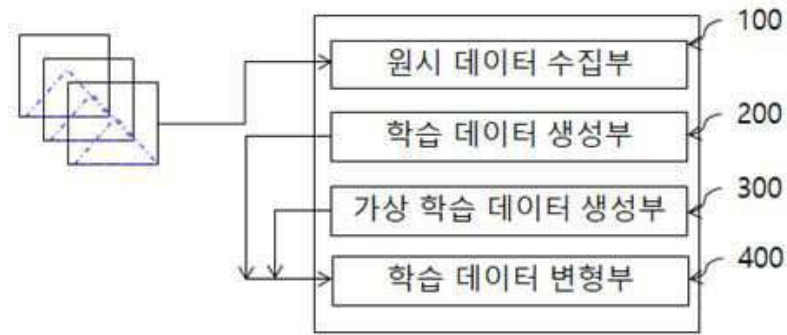 100
원시 데이터 수집부
200
학습 데이터 생성부
300
가상 학습 데이터 생성부
400
학습 데이터 변형부